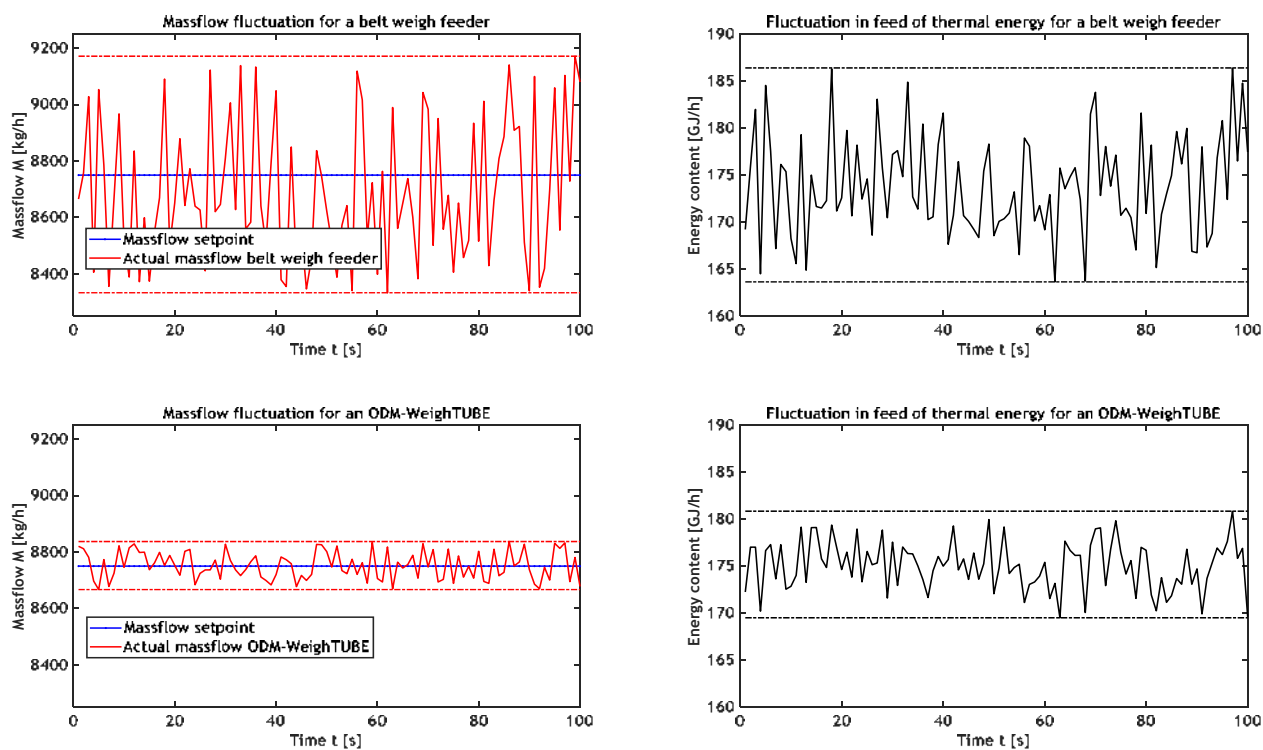 Massflow fluctuation for a belt weigh feeder
9250
9000
8750
8600
8400
Massflow M [kg/h]
Massflow setpoint
Actual massflow belt weigh feeder
0 20 40 60 80 100
Time t [s]
Fluctuation in feed of thermal energy for a belt weigh feeder
190
185
180
175
170
165
160
Energy content [GJ/h]
0 20 40 60 80 100
Time t [s]
Massflow fluctuation for an ODM-WeighTUBE
9250
9000
8750
8600
8400
Massflow M [kg/h]
Massflow setpoint
Actual massflow ODM-WeighTUBE
0 20 40 60 80 100
Time t [s]
Fluctuation in feed of thermal energy for an ODM-WeighTUBE
190
185
180
175
170
165
160
Energy content [GJ/h]
0 20 40 60 80 100
Time t [s]